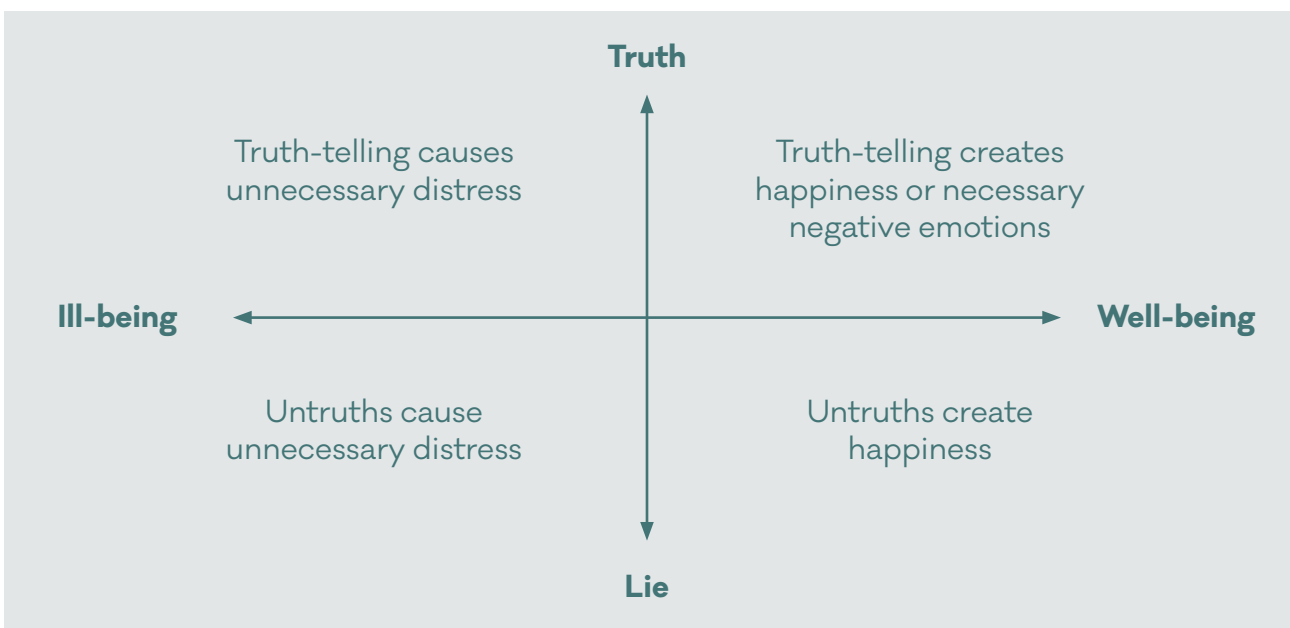 Truth
Truth-telling causes
unnecessary distress
Truth-telling creates
happiness or necessary
negative emotions
Ill-being
Well-being
Untruths cause
unnecessary distress
Untruths create
happiness
Lie